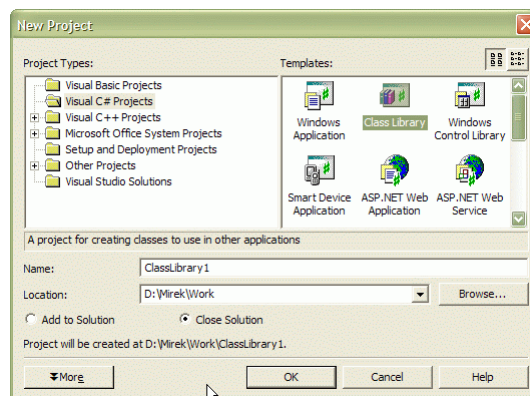 New Project
Project Types:
Templates:
Visual Basic Projects
Visual C# Projects
Visual C++ Projects
Microsoft Office System Projects
Setup and Deployment Projects
Other Projects
Visual Studio Solutions
Windows Application
Class Library
Windows Control Library
Smart Device Application
ASP.NET Web Application
ASP.NET Web Service
A project for creating classes to use in other applications
Name:
ClassLibrary1
Location:
D:\Mirek\Work
Browse...
Add to Solution
Close Solution
Project will be created at D:\Mirek\Work\ClassLibrary1.
More
OK
Cancel
Help